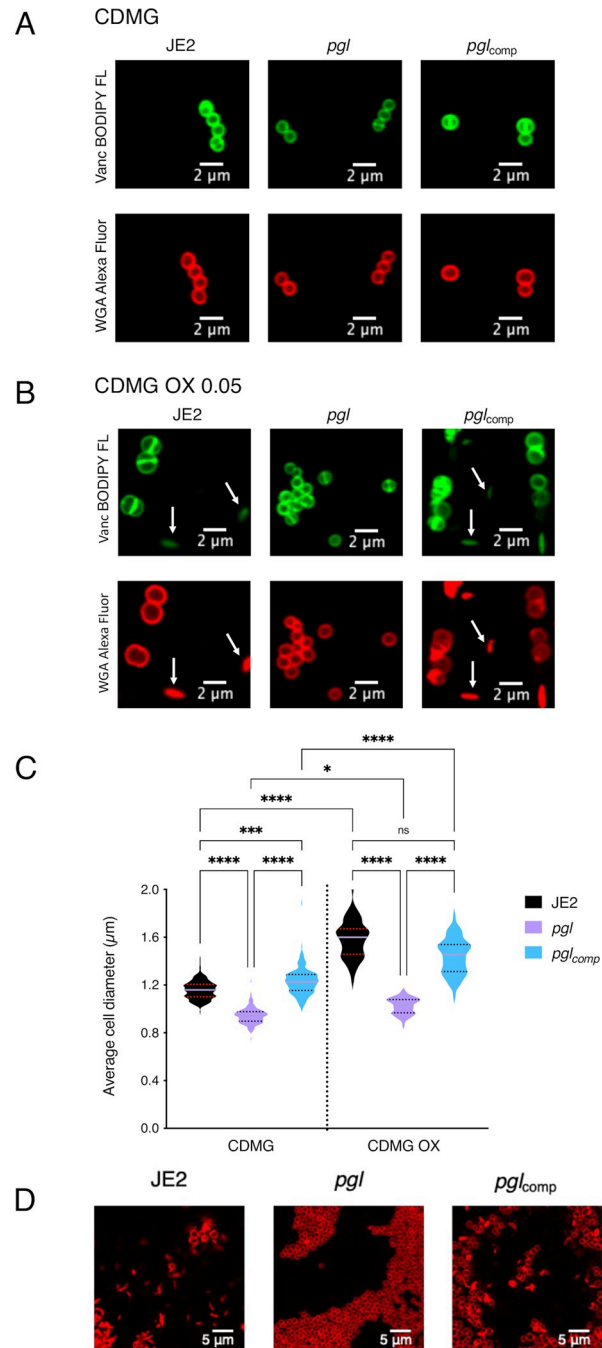 A
CDMG
JE2 pgl pglcomp
Vanc BODIPY FL
2 µm 2 µm 2 µm
WGA Alexa Fluor
2 µm 2 µm 2 µm
B
CDMG OX 0.05
JE2 pgl pglcomp
Vanc BODIPY FL
2 µm 2 µm 2 µm
WGA Alexa Fluor
2 µm 2 µm 2 µm
C
****
*
****
ns
***
**** **** **** ****
2.0
1.6
1.2
0.8
0.4
0.0
Average cell diameter (µm)
CDMG CDMG OX
JE2
pgl
pglcomp
D
JE2 pgl pglcomp
5 µm 5 µm 5 µm